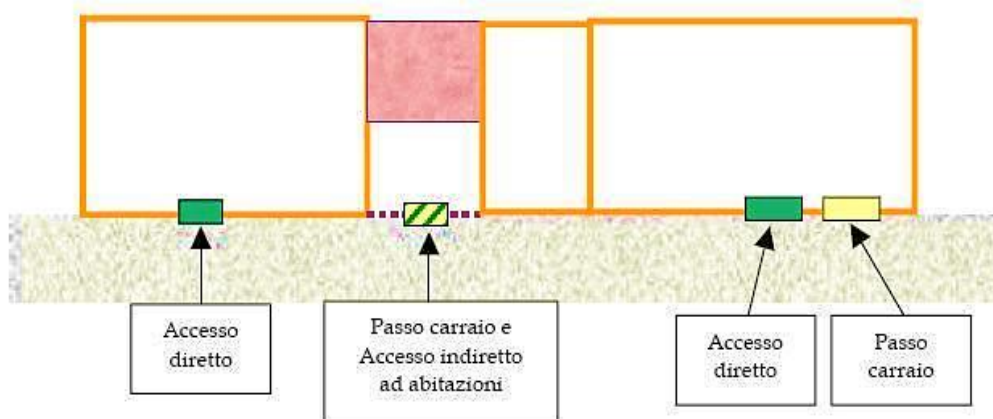 Accesso
diretto
Passo carraio e
Accesso indiretto
ad abitazioni
Accesso
diretto
Passo
carraio